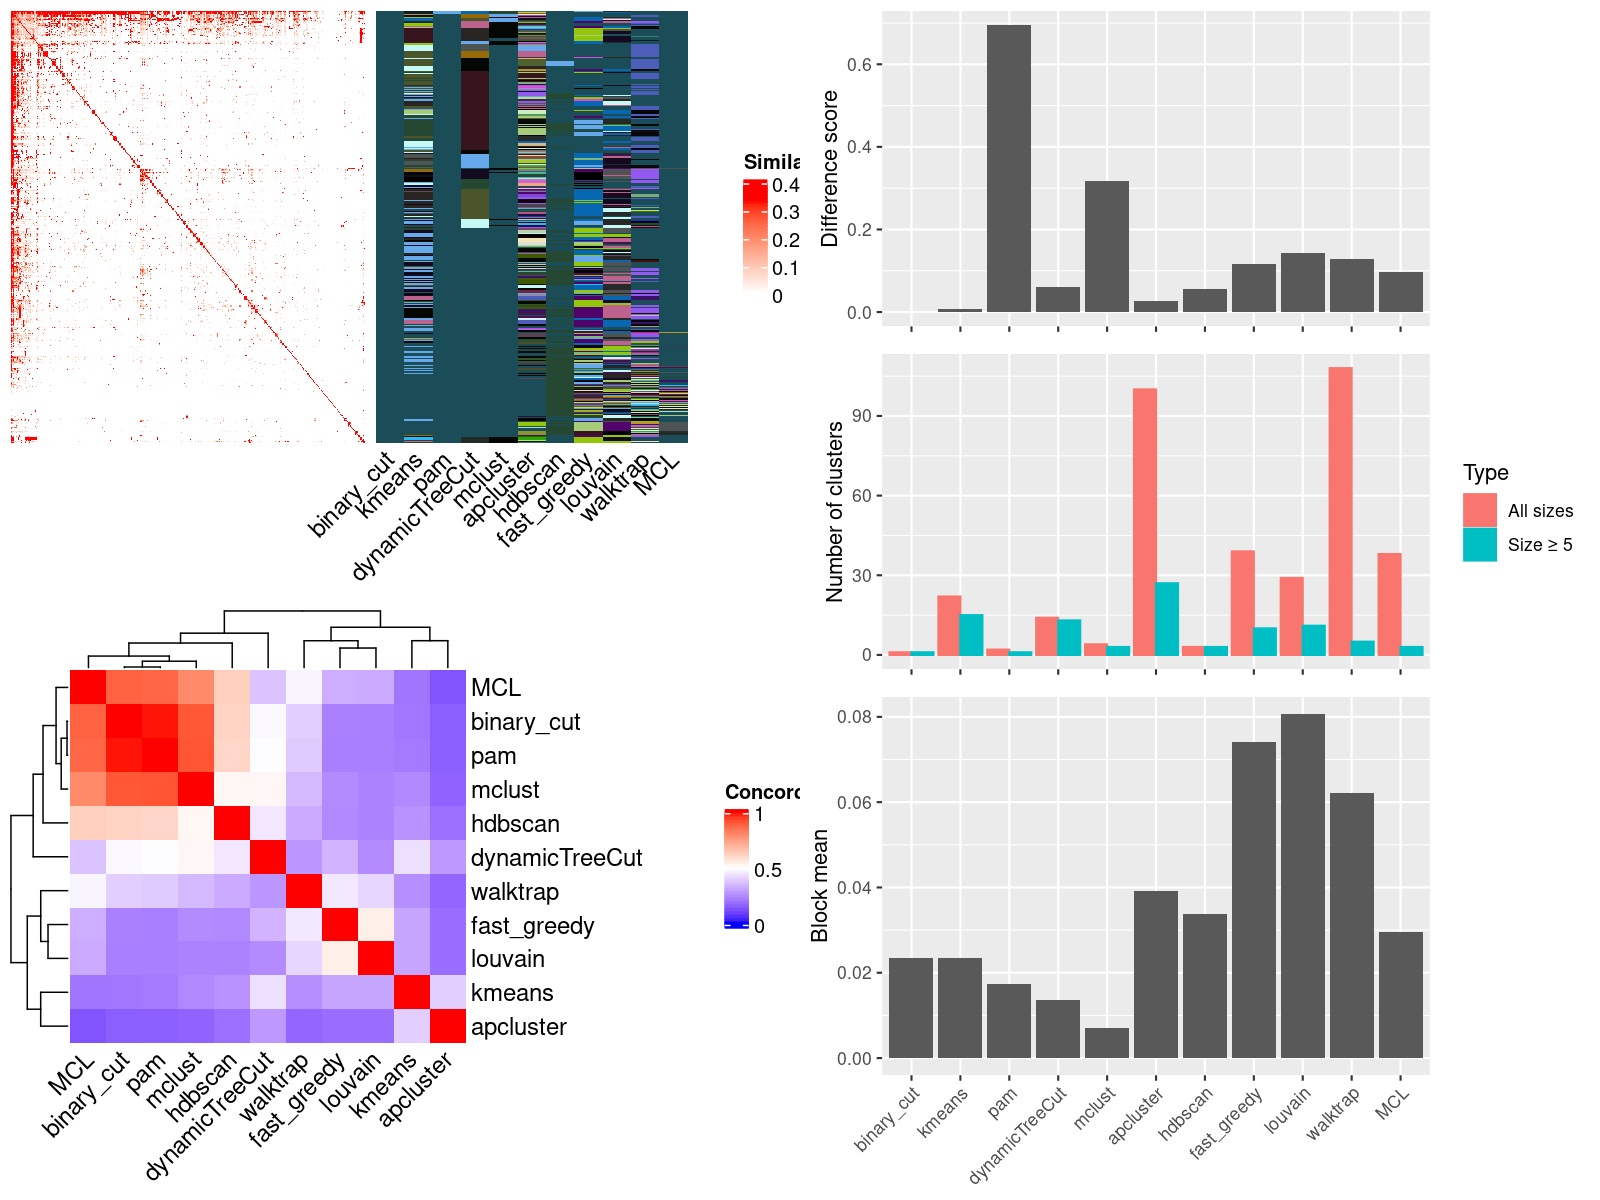 Simila
0.4
0.3
0.2
0.1
0
binary_cut
kmeans
pam
dynamicTreeCut
mclust
apcluster
hdbscan
fast_greedy
louvain
walktrap
MCL
MCL
binary_cut
pam
mclust
hdbscan
dynamicTreeCut
walktrap
fast_greedy
louvain
kmeans
apcluster
MCL
binary_cut
pam
mclust
hdbscan
dynamicTreeCut
walktrap
fast_greedy
louvain
kmeans
apcluster
Concord
1
0.5
0
Difference score
0.6
0.4
0.2
0.0
Number of clusters
90
60
30
0
Type
All sizes
Size ≥ 5
Block mean
0.08
0.06
0.04
0.02
0.00
binary_cut
kmeans
pam
dynamicTreeCut
mclust
apcluster
hdbscan
fast_greedy
louvain
walktrap
MCL